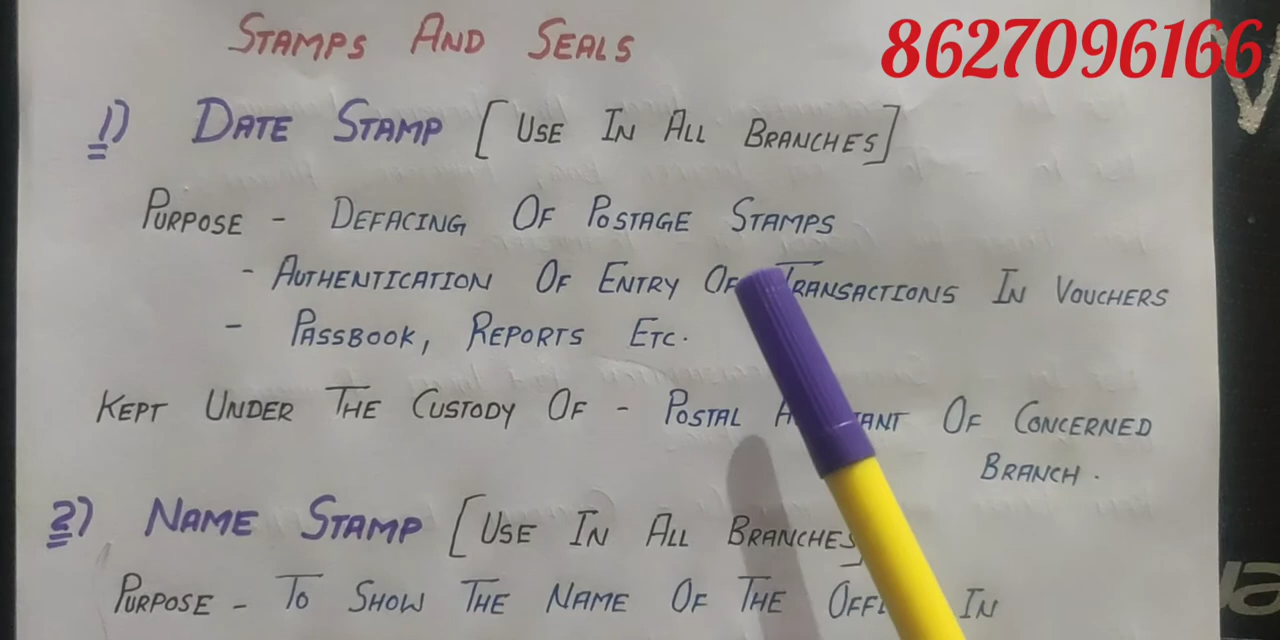 STAMPS AND SEALS
8627096166
1) DATE STAMP [USE IN ALL BRANCHES]
PURPOSE - DEFACING OF POSTAGE STAMPS
- AUTHENTICATION OF ENTRY OF TRANSACTIONS IN VOUCHERS
- PASSBOOK, REPORTS ETC.
KEPT UNDER THE CUSTODY OF - POSTAL OF CONCERNED
BRANCH.
2) NAME STAMP [USE IN ALL BRANCHES]
PURPOSE - TO SHOW THE NAME OF THE IN